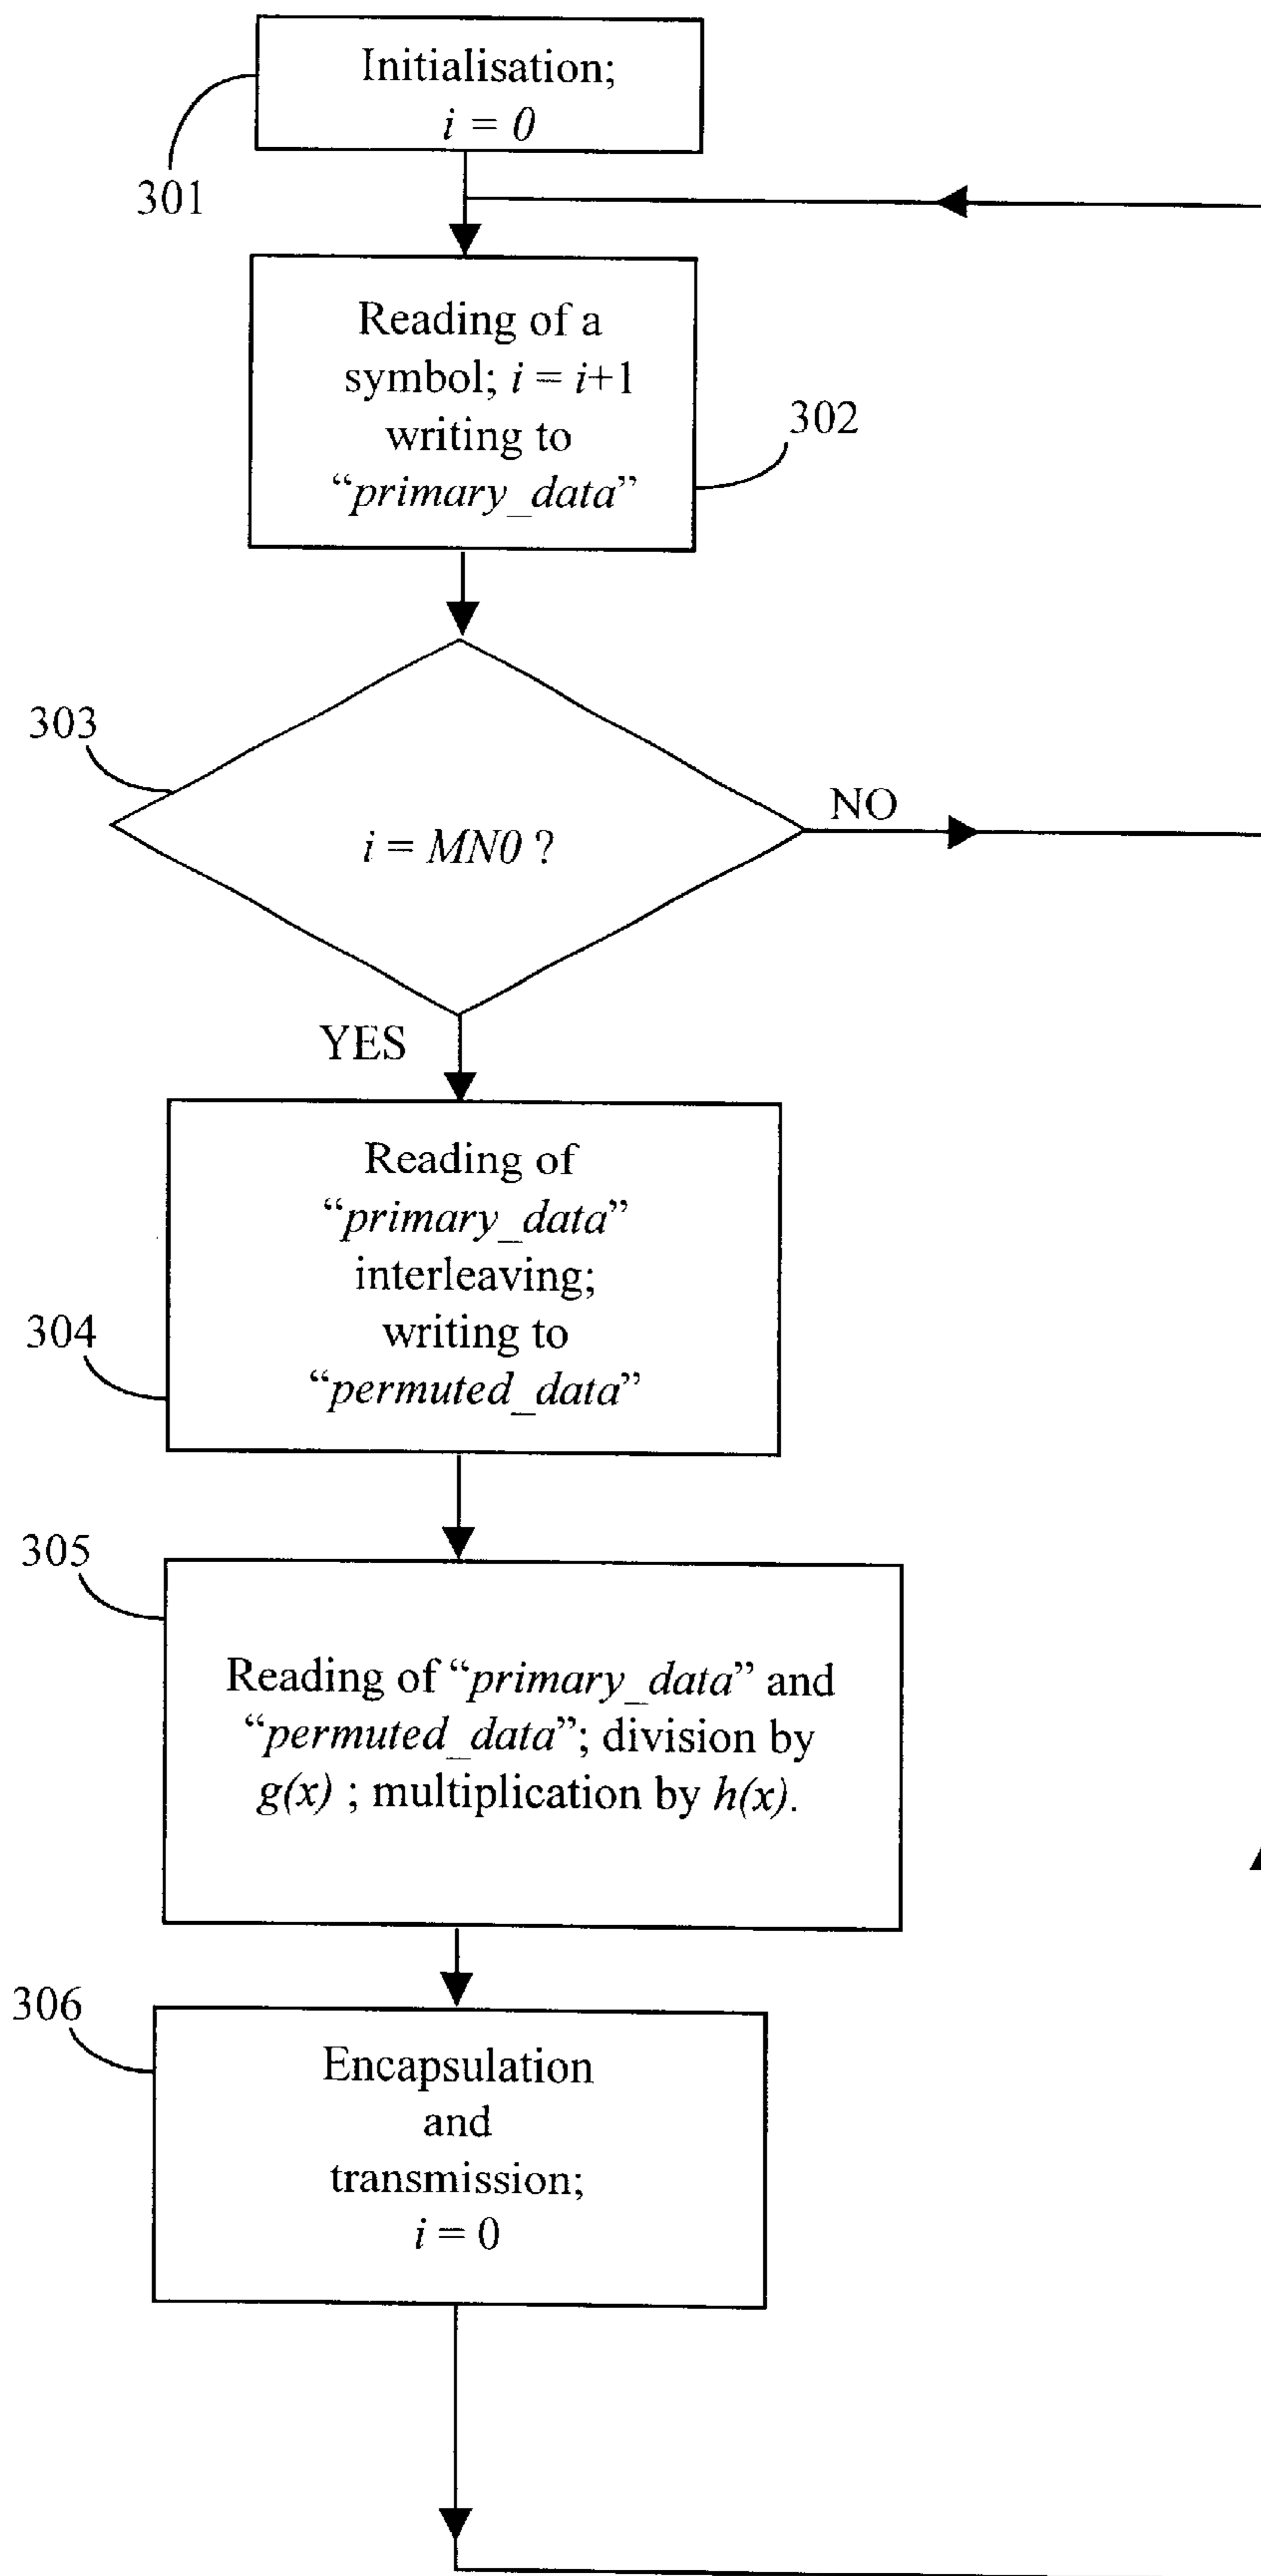 Initialisation;
i = 0
301
Reading of a
symbol; i = i+1
writing to
“primary_data”
302
303
i = MN0 ?
NO
YES
Reading of
“primary_data”
interleaving;
writing to
“permuted_data”
304
305
Reading of “primary_data” and
“permuted_data”; division by
g(x) ; multiplication by h(x).
306
Encapsulation
and
transmission;
i = 0